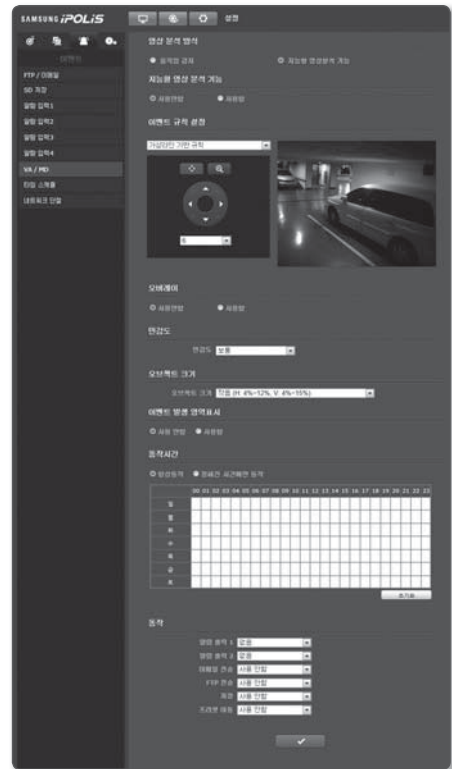 SAMSUNG iPOLiS
설정
이벤트
FTP / 이메일
SD 저장
알람 입력1
알람 입력2
알람 입력3
알람 입력4
VA / MD
타임 스케줄
네트워크 단절
영상 분석 방식
움직임 감지
지능형 영상분석 기능
지능형 영상 분석 기능
사용안함
사용함
이벤트 규칙 설정
가상라인 기반 규칙
6
오버레이
사용안함
사용함
민감도
민감도 보통
오브젝트 크기
오브젝트 크기 작음 (H: 4%~12%, V: 4%~15%)
이벤트 발생 영역표시
사용 안함
사용함
동작시간
항상동작
정해진 시간에만 동작
00 01 02 03 04 05 06 07 08 09 10 11 12 13 14 15 16 17 18 19 20 21 22 23
일
월
화
수
목
금
토
초기화
동작
알람 출력 1 없음
알람 출력 2 없음
이메일 전송 사용 안함
FTP 전송 사용 안함
저장 사용 안함
프리셋 이동 사용 안함